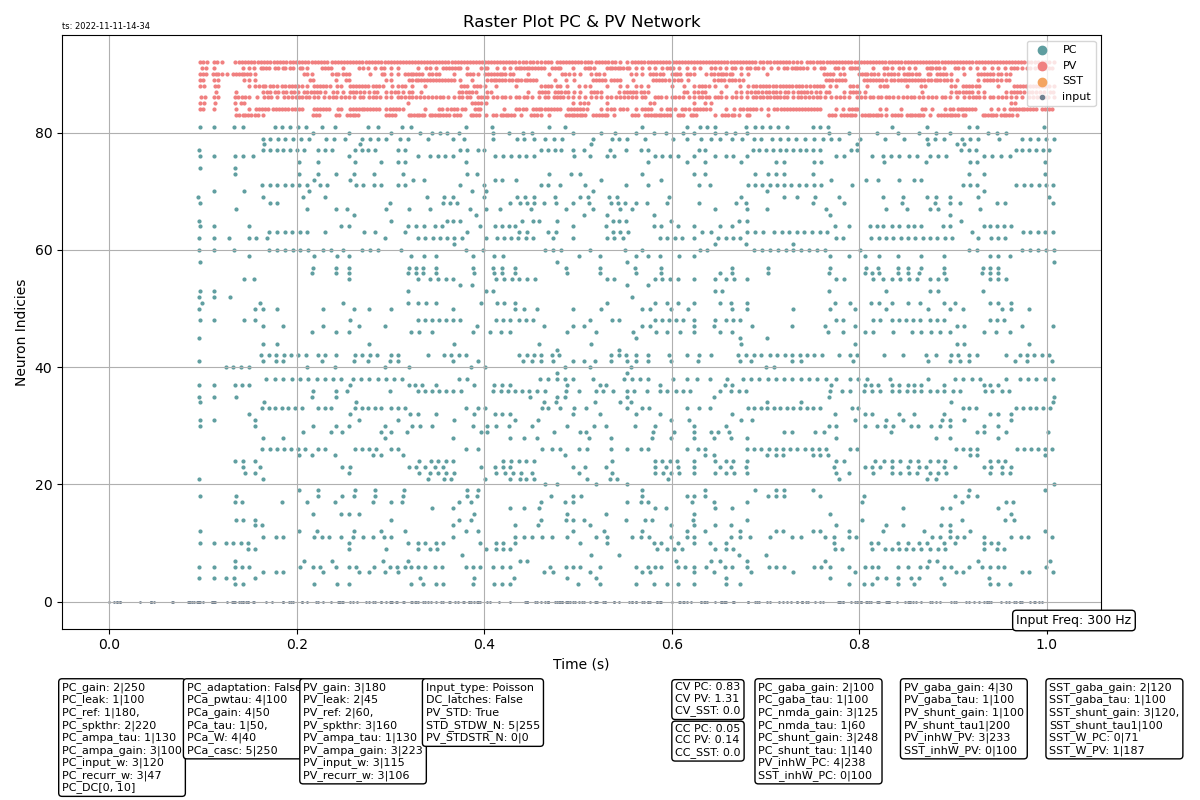 ts: 2022-11-11-14-34
Raster Plot PC & PV Network
PC
PV
SST
input
80
60
40
20
0
Neuron Indicies
0.0
0.2
0.4
0.6
0.8
1.0
Time (s)
Input Freq: 300 Hz
PC_gain: 2|250
PC_leak: 1|100
PC_ref: 1|180,
PC_spkthr: 2|220
PC_ampa_tau: 1|130
PC_ampa_gain: 3|100
PC_input_w: 3|120
PC_recurr_w: 3|47
PC_DC[0, 10]
PC_adaptation: False
PCa_pwtau: 4|100
PCa_gain: 4|50
PCa_tau: 1|50,
PCa_W: 4|40
PCa_casc: 5|250
PV_gain: 3|180
PV_leak: 2|45
PV_ref: 2|60,
PV_spkthr: 3|160
PV_ampa_tau: 1|130
PV_ampa_gain: 3|223
PV_input_w: 3|115
PV_recurr_w: 3|106
Input_type: Poisson
DC_latches: False
PV_STD: True
STD_STDW_N: 5|255
PV_STDSTR_N: 0|0
CV PC: 0.83
CV PV: 1.31
CV_SST: 0.0
CC PC: 0.05
CC PV: 0.14
CC_SST: 0.0
PC_gaba_gain: 2|100
PC_gaba_tau: 1|100
PC_nmda_gain: 3|125
PC_nmda_tau: 1|60
PC_shunt_gain: 3|248
PC_shunt_tau: 1|140
PV_inhW_PC: 4|238
SST_inhW_PC: 0|100
PV_gaba_gain: 4|30
PV_gaba_tau: 1|100
PV_shunt_gain: 1|100
PV_shunt_tau1|200
PV_inhW_PV: 3|233
SST_inhW_PV: 0|100
SST_gaba_gain: 2|120
SST_gaba_tau: 1|100
SST_shunt_gain: 3|120,
SST_shunt_tau1|100
SST_W_PC: 0|71
SST_W_PV: 1|187